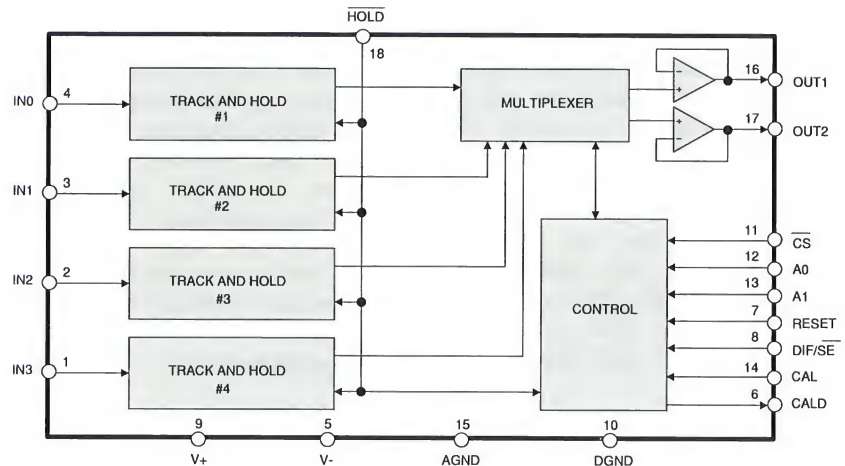 HOLD
18
IN0
4
TRACK AND HOLD
#1
MULTIPLEXER
-
+
16
OUT1
+
-
17
OUT2
IN1
3
TRACK AND HOLD
#2
IN2
2
TRACK AND HOLD
#3
IN3
1
TRACK AND HOLD
#4
CONTROL
11
CS
12
A0
13
A1
7
RESET
8
DIF/SE
14
CAL
6
CALD
9
V+
5
V-
15
AGND
10
DGND